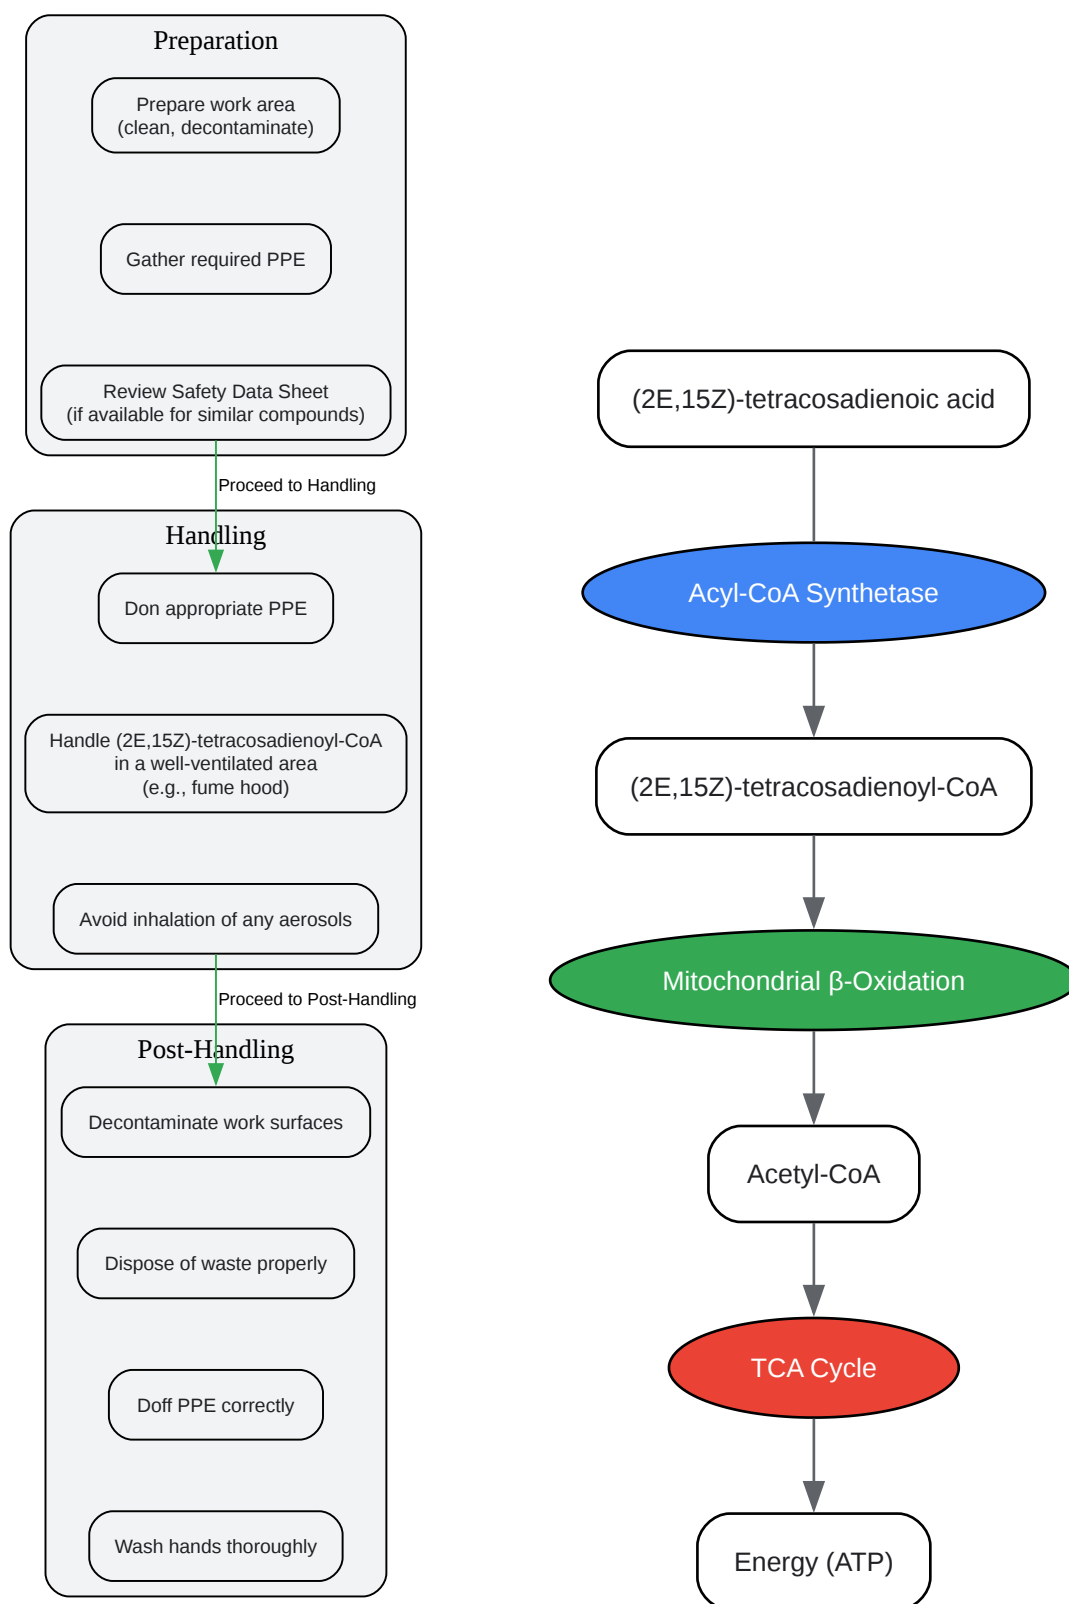 Preparation
Prepare work area
(clean, decontaminate)
Gather required PPE
Review Safety Data Sheet
(if available for similar compounds)
Proceed to Handling
Handling
Don appropriate PPE
Handle (2E,15Z)-tetracosadienoyl-CoA
in a well-ventilated area
(e.g., fume hood)
Avoid inhalation of any aerosols
Proceed to Post-Handling
Post-Handling
Decontaminate work surfaces
Dispose of waste properly
Doff PPE correctly
Wash hands thoroughly
(2E,15Z)-tetracosadienoic acid
Acyl-CoA Synthetase
(2E,15Z)-tetracosadienoyl-CoA
Mitochondrial β-Oxidation
Acetyl-CoA
TCA Cycle
Energy (ATP)